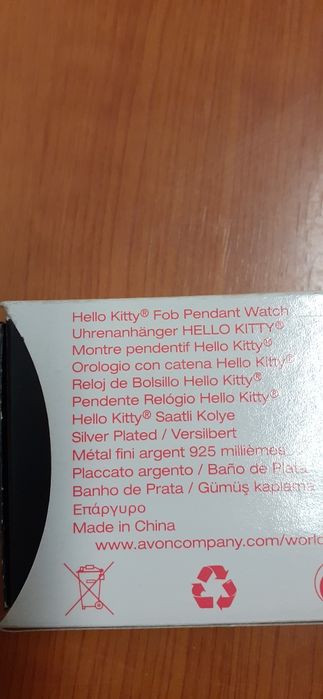 Hello Kitty® Fob Pendant Watch
Uhrenanhänger HELLO KITTY®
Montre pendentif Hello Kitty®
Orologio con catena Hello Kitty®
Reloj de Bolsillo Hello Kitty®
Pendente Relógio Hello Kitty®
Hello Kitty® Saatli Kolye
Silver Plated / Versilbert
Métal fini argent 925 millièmes
Placcato argento / Baño de Plata
Banho de Prata / Gümüş kaplama
Επάργυρο
Made in China
www.avoncompany.com/world